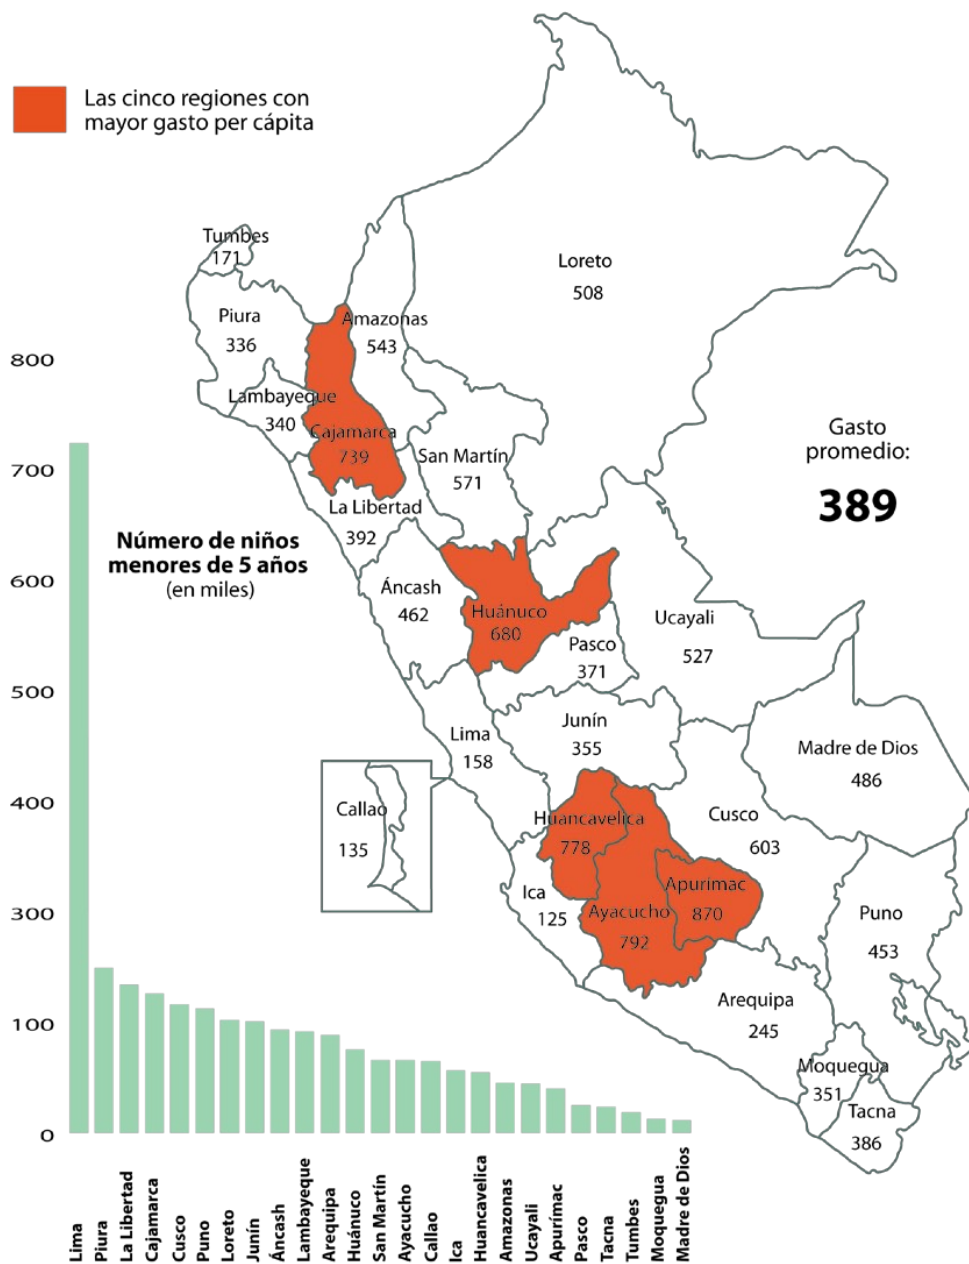 Las cinco regiones con
mayor gasto per cápita
Tumbes
171
Loreto
508
Piura
336
Amazonas
543
Lambayeque
340
Cajamarca
739
San Martín
571
La Libertad
392
Gasto
promedio:
389
Áncash
462
Huánuco
680
Pasco
371
Ucayali
527
Lima
158
Junín
355
Madre de Dios
486
Callao
135
Huancavelica
778
Cusco
603
Ica
125
Ayacucho
792
Apurímac
870
Puno
453
Arequipa
245
Moquegua
351
Tacna
386
Número de niños
menores de 5 años
(en miles)
800
700
600
500
400
300
100
0
Lima
Piura
La Libertad
Cajamarca
Cusco
Puno
Loreto
Junín
Áncash
Lambayeque
Arequipa
Huánuco
San Martín
Ayacucho
Callao
Ica
Huancavelica
Amazonas
Ucayali
Apurímac
Pasco
Tacna
Tumbes
Moquegua
Madre de Dios